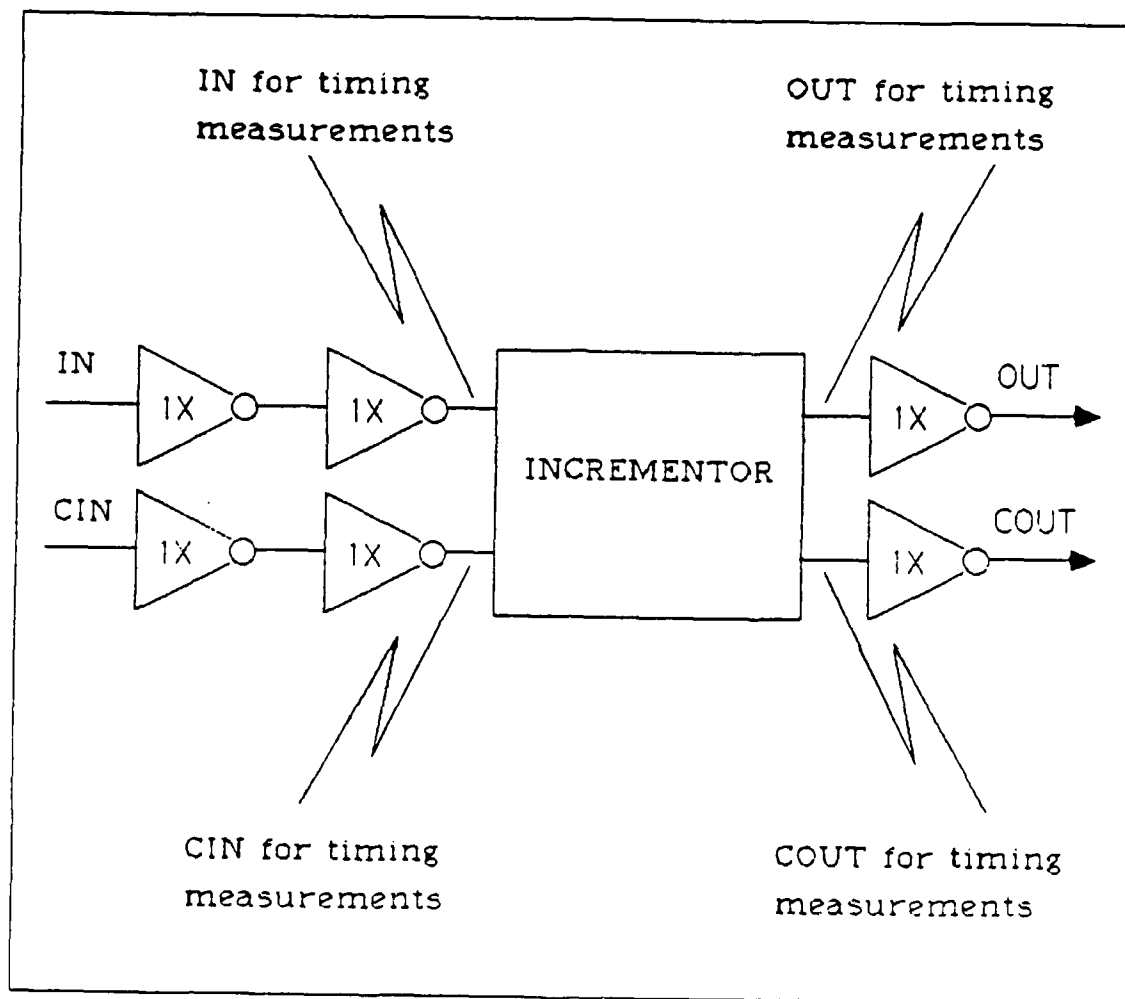 IN for timing
measurements
OUT for timing
measurements
IN
1X
1X
1X
OUT
INCREMENTOR
CIN
1X
1X
1X
COUT
CIN for timing
measurements
COUT for timing
measurements